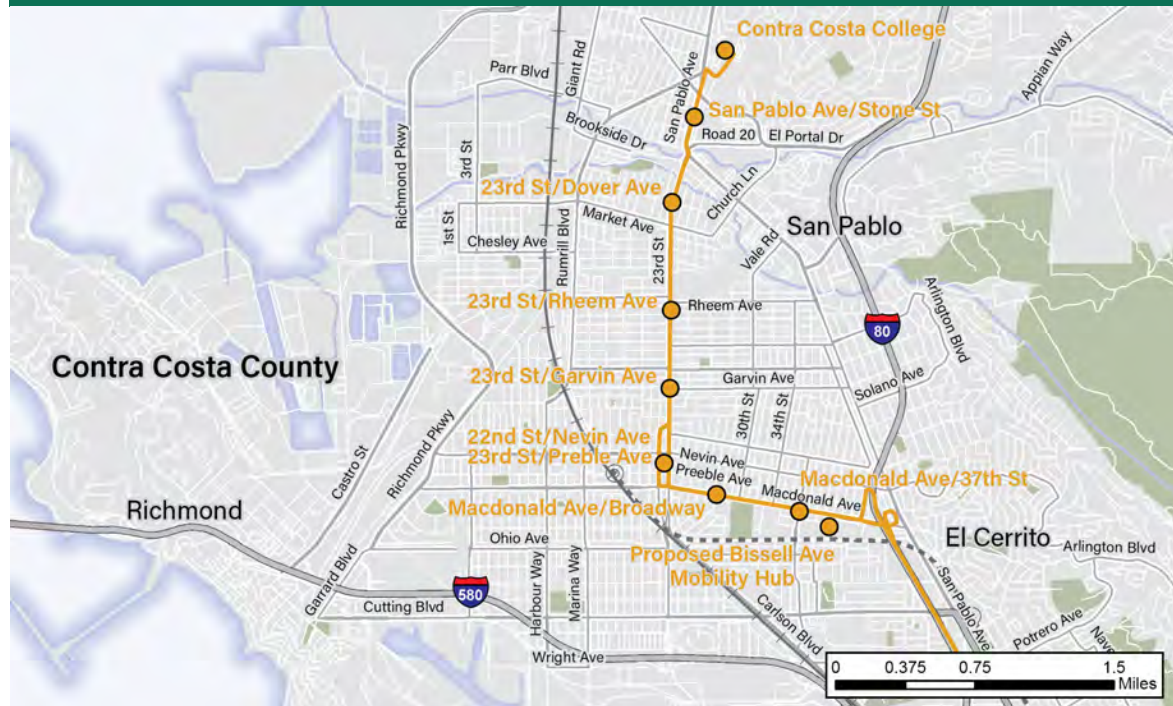 Contra Costa College
Appian Way
Giant Rd
San Pablo Ave
Parr Blvd
San Pablo Ave/Stone St
Richmond Pkwy
Brookside Dr
Road 20
El Portal Dr
3rd St
Church Ln
23rd St/Dover Ave
1st St
Market Ave
San Pablo
Chesley Ave
Rumrill Blvd
23rd St
Vale Rd
Arlington Blvd
23rd St/Rheem Ave
Rheem Ave
80
Contra Costa County
23rd St/Garvin Ave
Garvin Ave
Solano Ave
30th St
34th St
22nd St/Nevin Ave
23rd St/Preble Ave
Nevin Ave
Preeble Ave
Castro St
Richmond Pkwy
Macdonald Ave/37th St
Macdonald Ave
Richmond
Macdonald Ave/Broadway
Ohio Ave
El Cerrito
Arlington Blvd
Proposed Bissell Ave
Mobility Hub
Garrard Blvd
580
Harbour Way
Marina Way
San Pablo Ave
Cutting Blvd
Carlson Blvd
Potrero Ave
Wright Ave
0 0.375 0.75 1.5
Miles